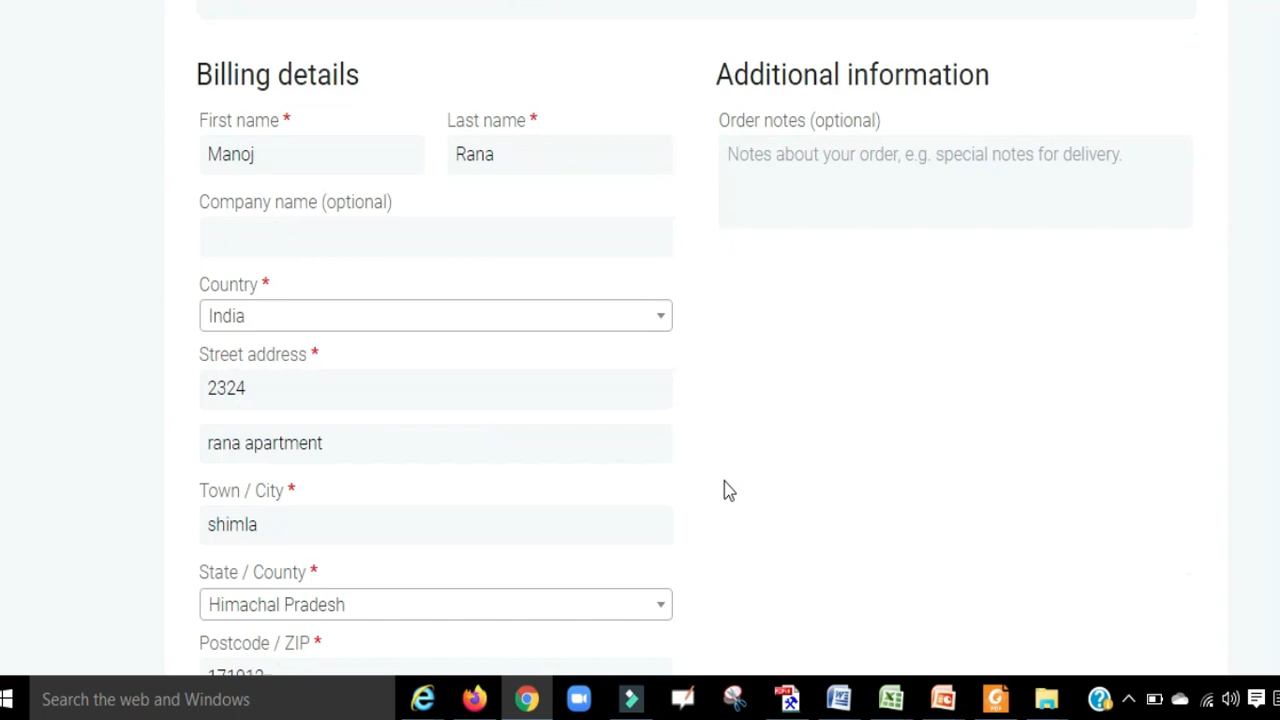 Billing details
First name *
Last name *
Manoj
Rana
Company name (optional)
Country *
India
Street address *
2324
rana apartment
Town / City *
shimla
State / County *
Himachal Pradesh
Postcode / ZIP *
Additional information
Order notes (optional)
Notes about your order, e.g. special notes for delivery.
Search the web and Windows